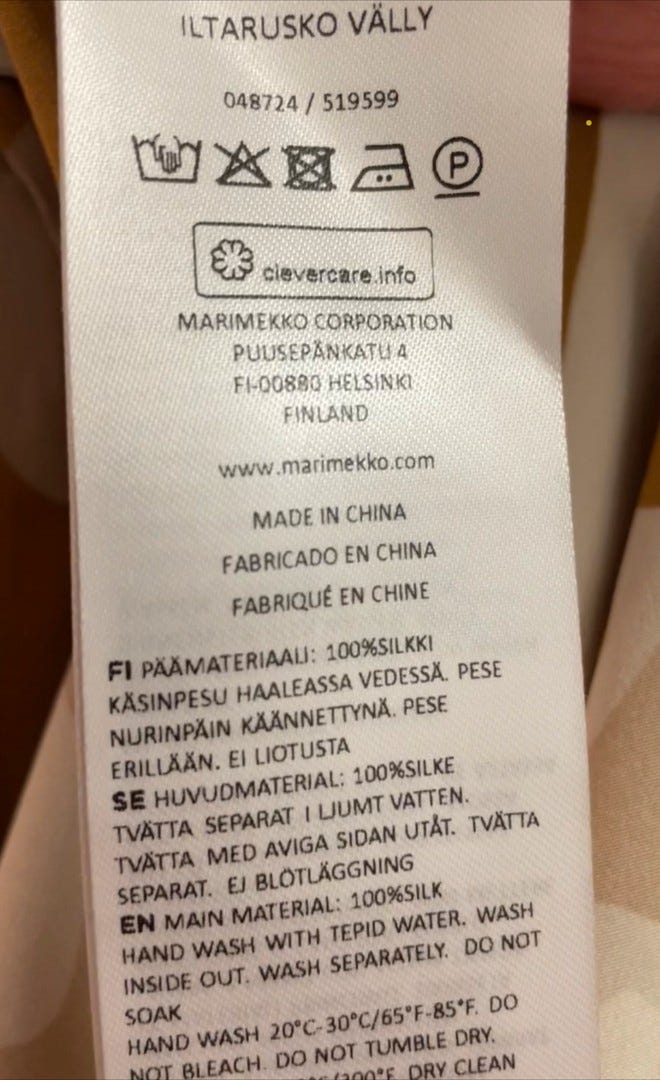 ILTARUSKO VÄLLY
048724 / 519599
P
clevercare.info
MARIMEKKO CORPORATION
PUUSEPÄNKATU 4
FI-00880 HELSINKI
FINLAND
www.marimekko.com
MADE IN CHINA
FABRICADO EN CHINA
FABRIQUÉ EN CHINE
FI PÄÄMATERIAALI: 100%SILKKI
KÄSINPESU HAALEASSA VEDESSÄ. PESE
NURINPÄIN KÄÄNNETTYNÄ. PESE
ERILLÄÄN. EI LIOTUSTA
SE HUVUDMATERIAL: 100%SILKE
TVÄTTA SEPARAT I LJUMT VATTEN.
TVÄTTA MED AVIGA SIDAN UTÅT. TVÄTTA
SEPARAT. EJ BLÖTLÄGGNING
EN MAIN MATERIAL: 100%SILK
HAND WASH WITH TEPID WATER. WASH
INSIDE OUT. WASH SEPARATELY. DO NOT
SOAK
HAND WASH 20°C-30°C/65°F-85°F. DO
NOT BLEACH. DO NOT TUMBLE DRY.
DRY CLEAN